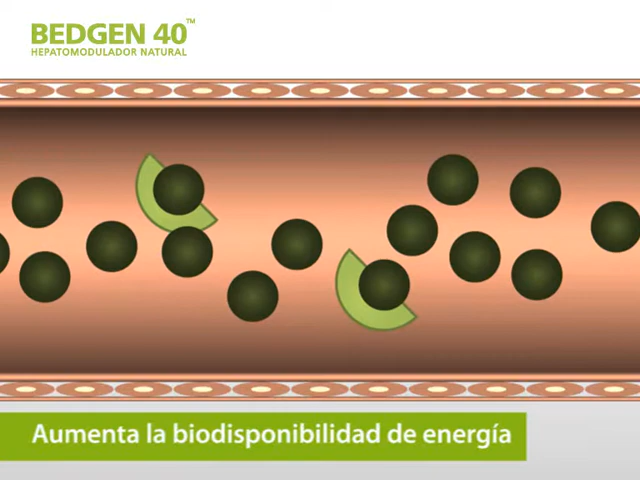 BEDGEN 40™
HEPATOMODULADOR NATURAL
Aumenta la biodisponibilidad de energía